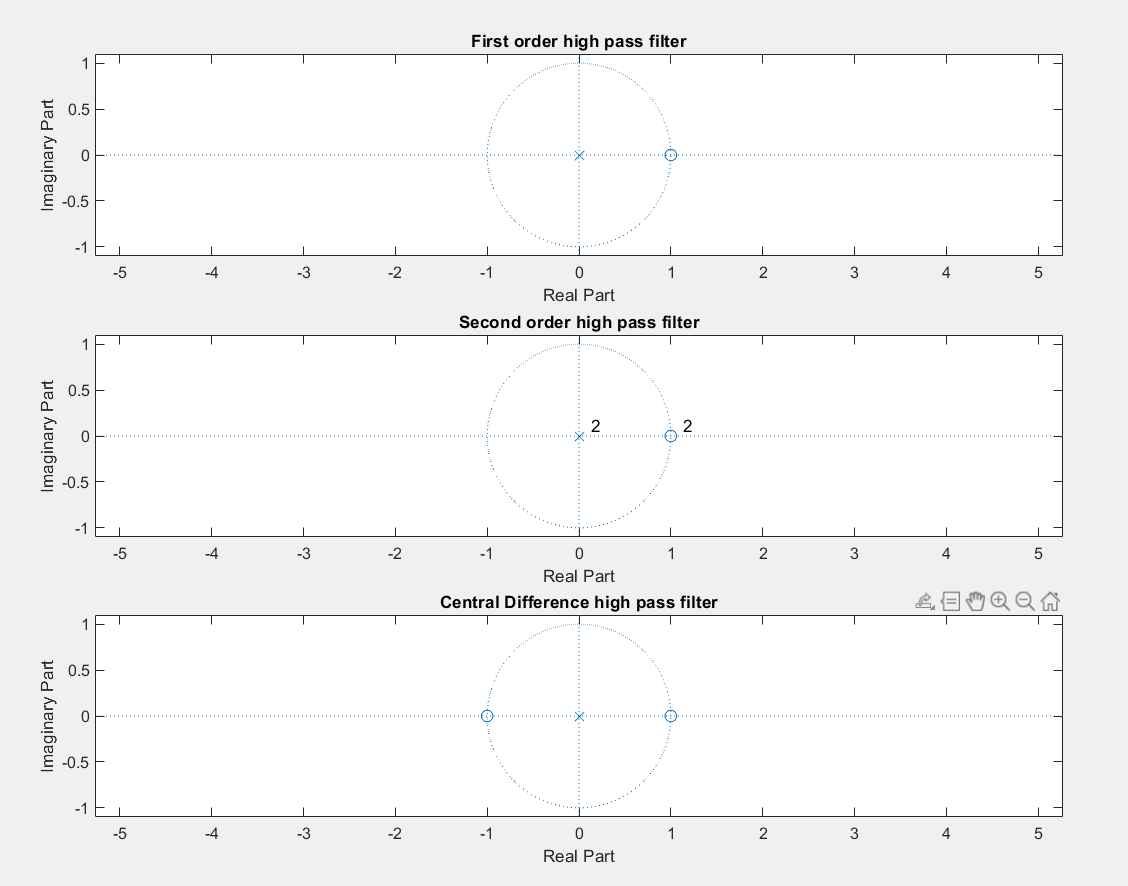 First order high pass filter
1
0.5
0
-0.5
-1
Imaginary Part
-5 -4 -3 -2 -1 0 1 2 3 4 5
Real Part
Second order high pass filter
1
0.5
0
-0.5
-1
Imaginary Part
2 2
-5 -4 -3 -2 -1 0 1 2 3 4 5
Real Part
Central Difference high pass filter
1
0.5
0
-0.5
-1
Imaginary Part
-5 -4 -3 -2 -1 0 1 2 3 4 5
Real Part